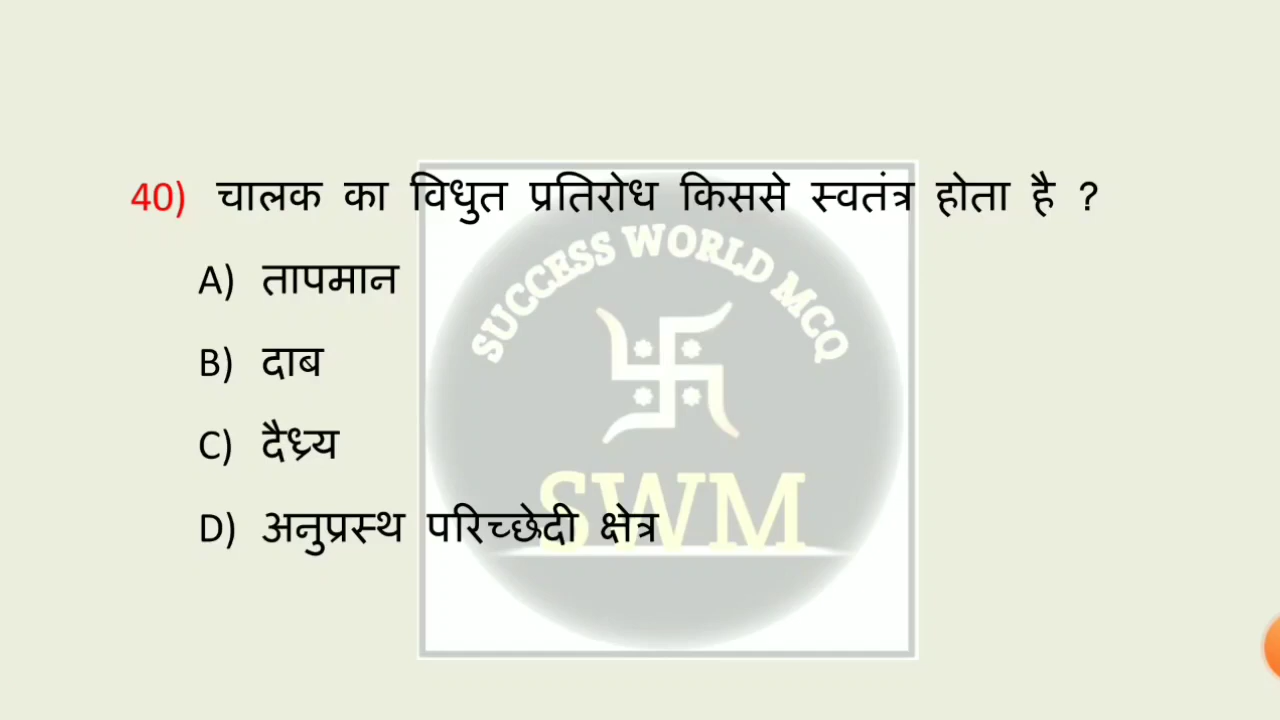 40) चालक का विधुत प्रतिरोध किससे स्वतंत्र होता है ?
A) तापमान
B) दाब
C) दैध्र्य
D) अनुप्रस्थ परिच्छेदी क्षेत्र
SUCCESS WORLD MCQ
SWM